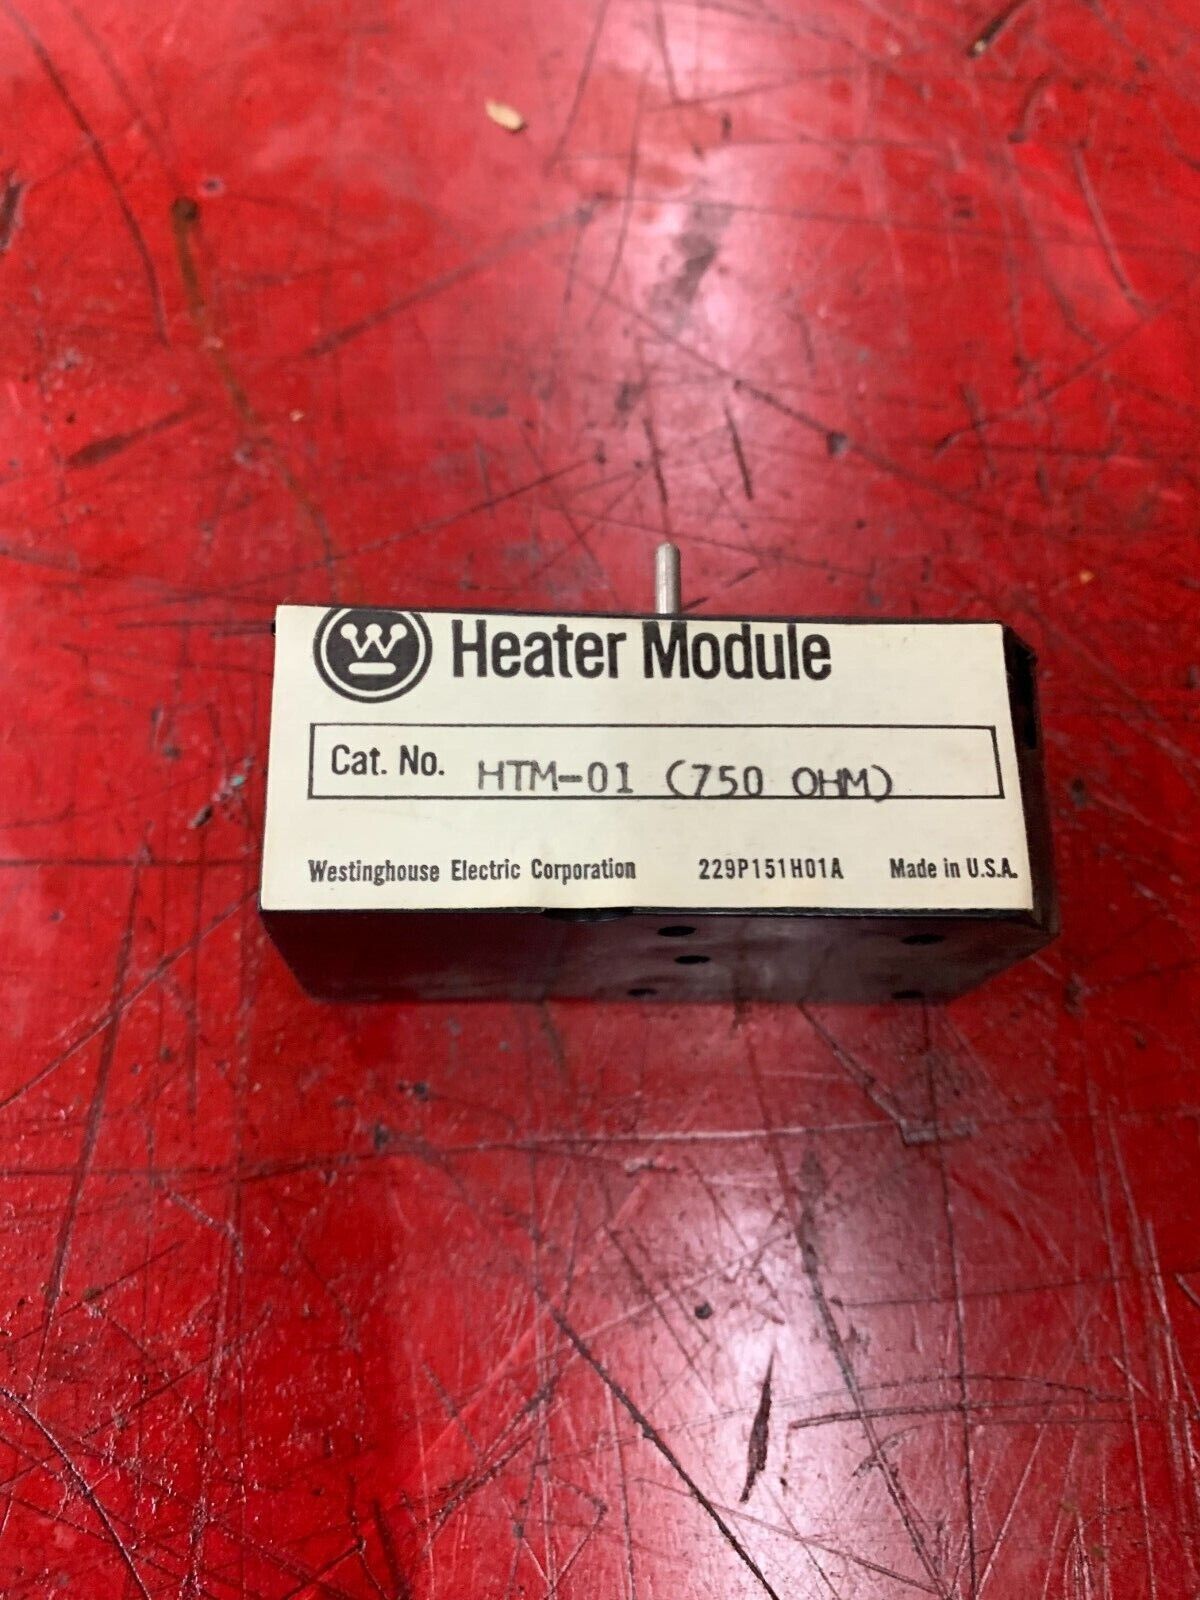 W Heater Module
Cat. No. HTM-01 (750 OHM)
Westinghouse Electric Corporation 229P151H01A Made in U.S.A.